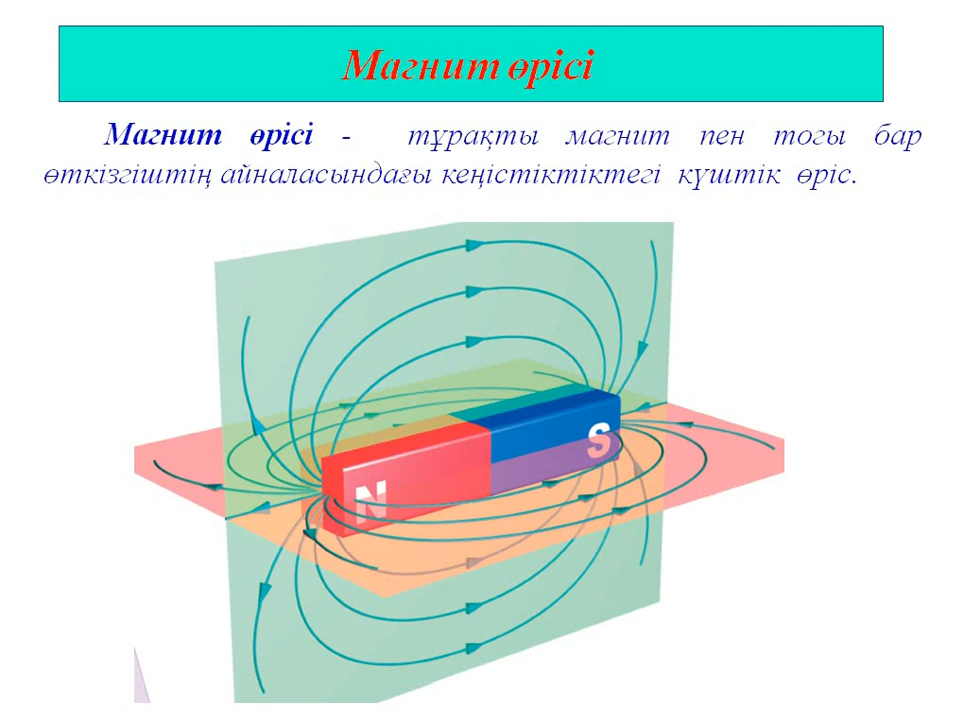 Магнит өрісі
Магнит өрісі - тұрақты магнит пен тогы бар
өткізгіштің айналасындағы кеңістіктіктегі күштік өріс.
N
S